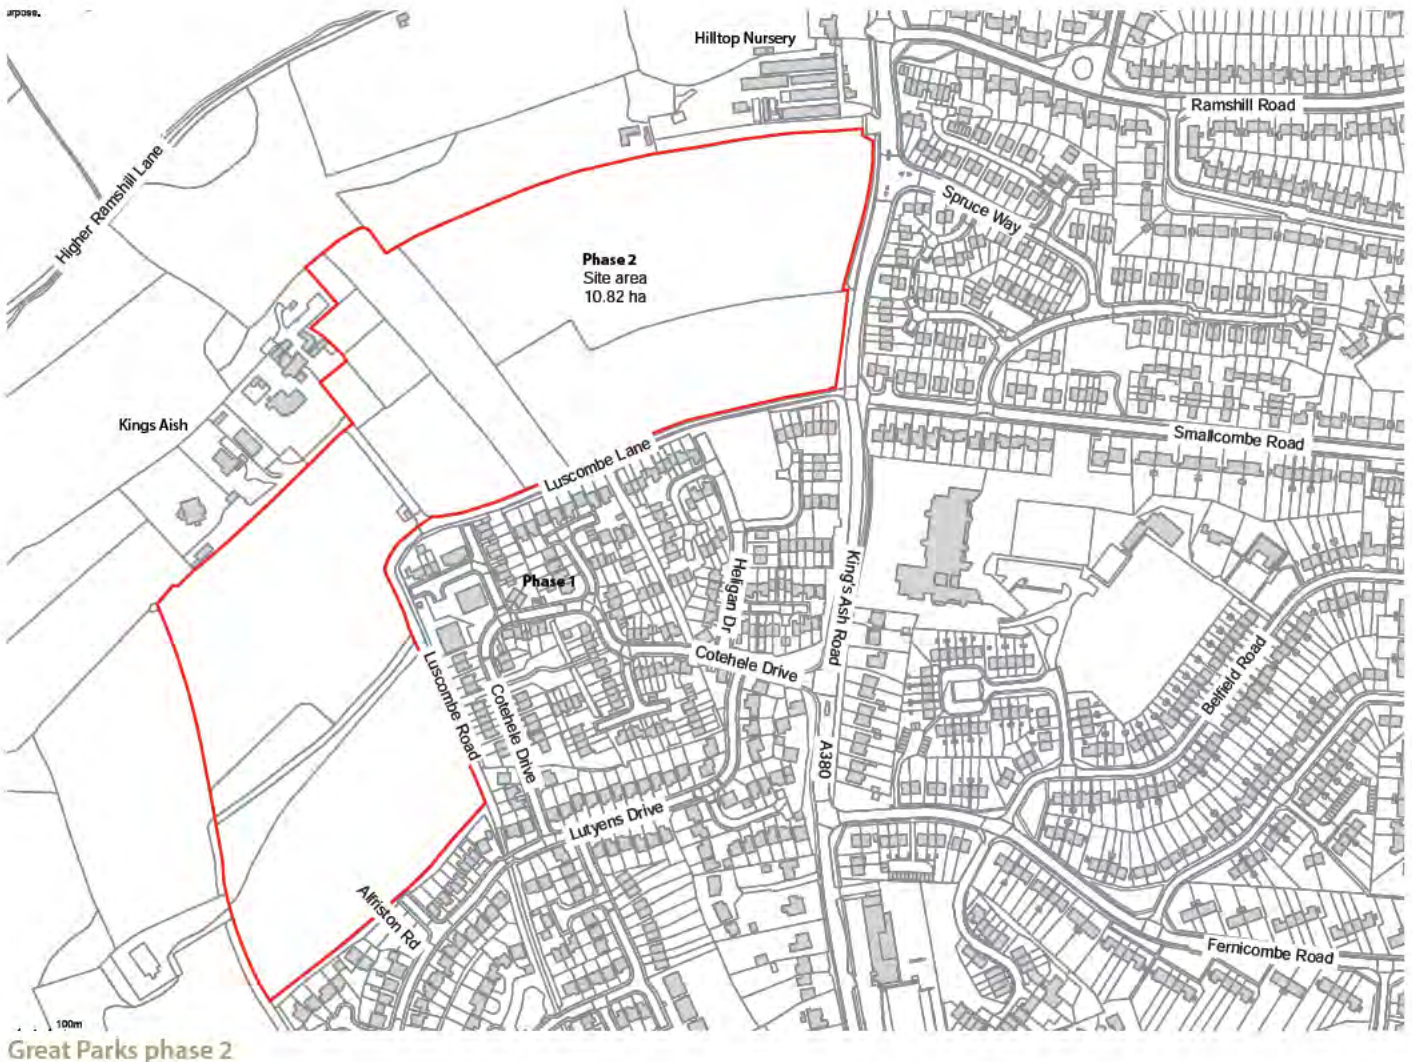 urpose.
Hilltop Nursery
Ramshill Road
Higher Ramshill Lane
Spruce Way
Phase 2
Site area
10.82 ha
Kings Aish
Smallcombe Road
Luscombe Lane
Phase 1
Heligan Dr
King's Ash Road
Cotehele Drive
Belfield Road
Luscombe Road
Cotehele Drive
A380
Lutyens Drive
Alfriston Rd
Fernicombe Road
100m
Great Parks phase 2